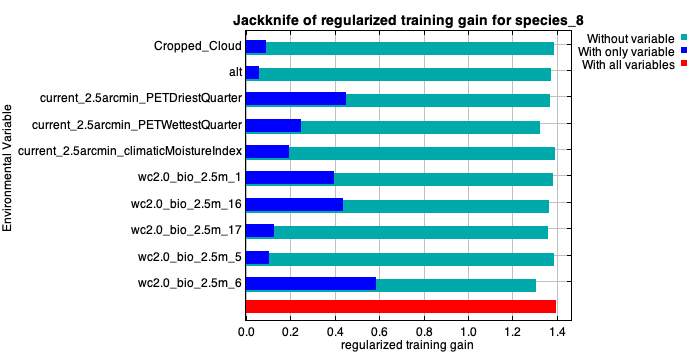 Jackknife of regularized training gain for species_8
Without variable
With only variable
With all variables
Environmental Variable
Cropped_Cloud
alt
current_2.5arcmin_PETDriestQuarter
current_2.5arcmin_PETWettestQuarter
current_2.5arcmin_climaticMoistureIndex
wc2.0_bio_2.5m_1
wc2.0_bio_2.5m_16
wc2.0_bio_2.5m_17
wc2.0_bio_2.5m_5
wc2.0_bio_2.5m_6
0.0 0.2 0.4 0.6 0.8 1.0 1.2 1.4
regularized training gain